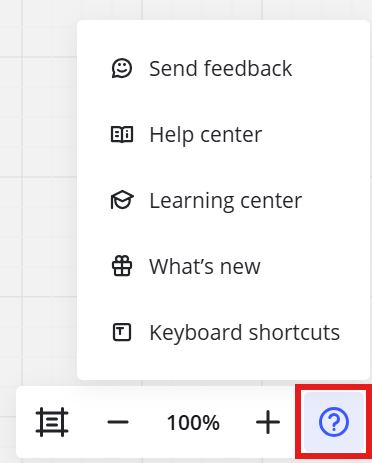 Send feedback
Help center
Learning center
What’s new
Keyboard shortcuts
100%